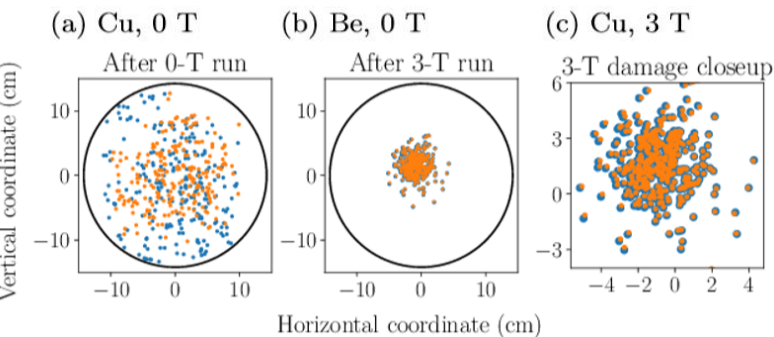 (a) Cu, 0 T
(b) Be, 0 T
(c) Cu, 3 T
After 0-T run
After 3-T run
3-T damage closeup
Vertical coordinate (cm)
10
0
−10
−10
0
10
10
0
−10
−10
0
10
6
3
0
−3
−4
−2
0
2
4
Horizontal coordinate (cm)